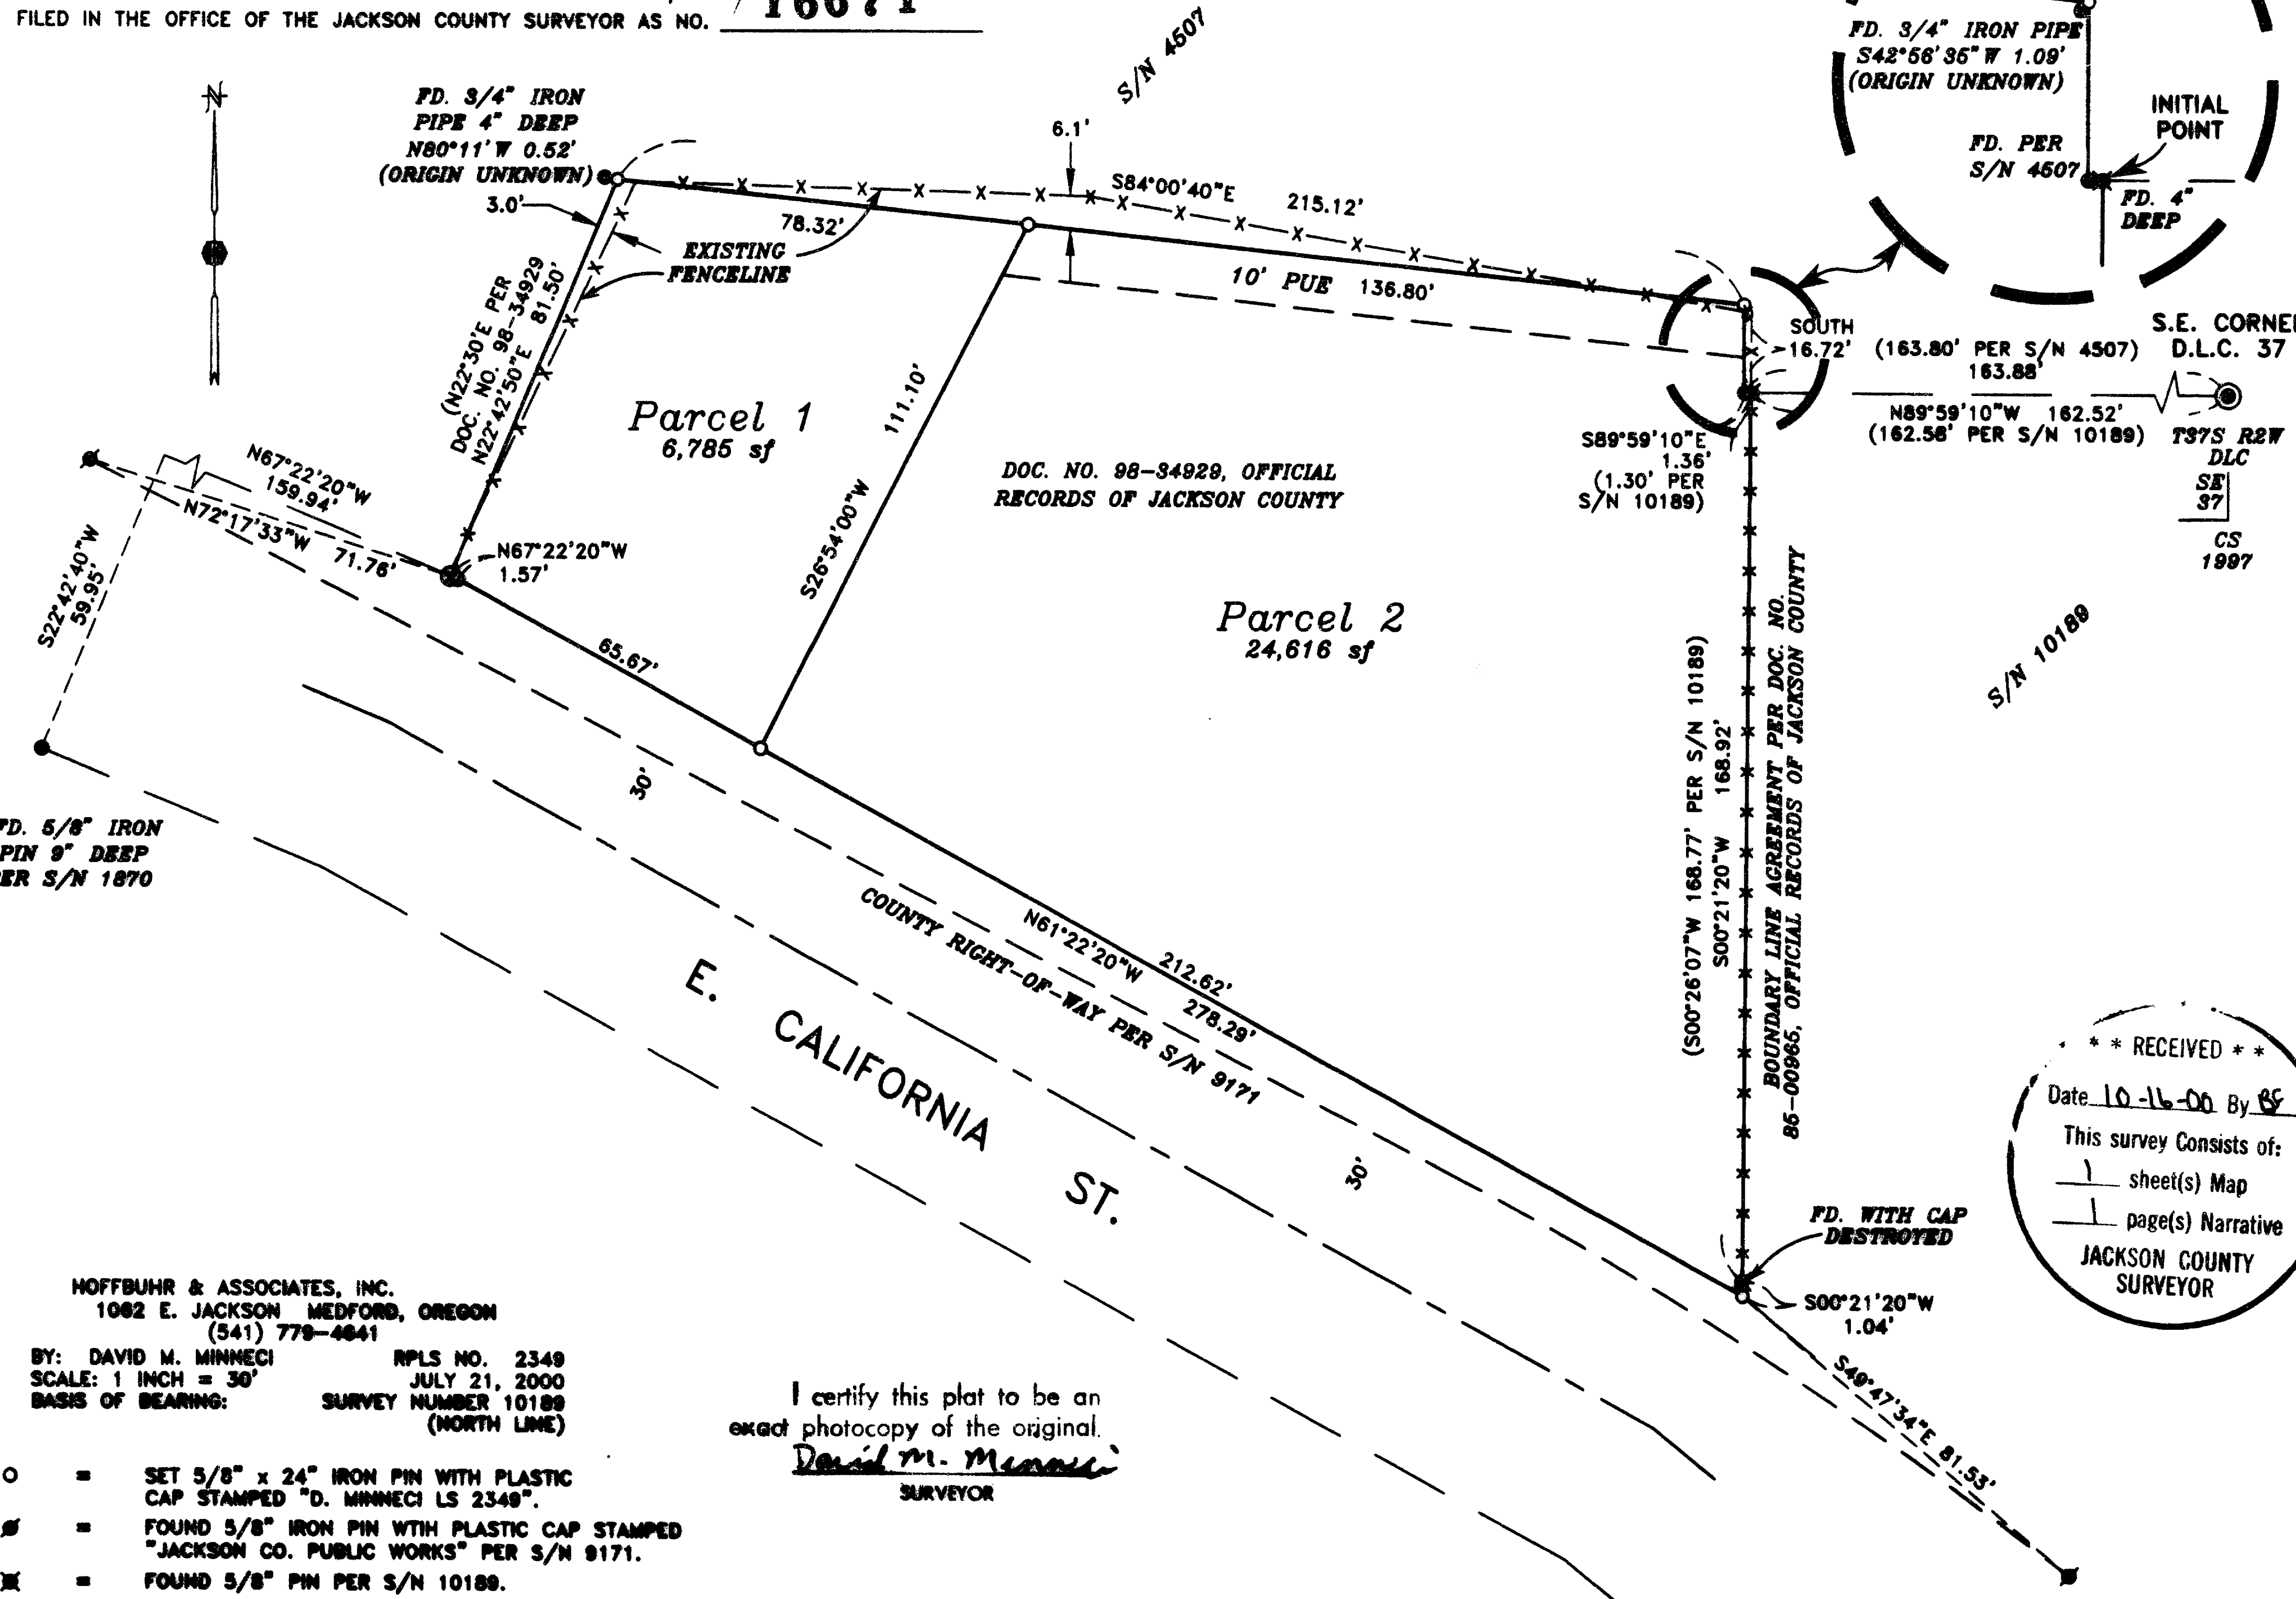 FILED IN THE OFFICE OF THE JACKSON COUNTY SURVEYOR AS NO. 16671
N
S/N 4507
FD. 3/4" IRON
PIPE 4" DEEP
N80°11' W 0.52'
(ORIGIN UNKNOWN)
3.0'
6.1'
S84°00'40"E 215.12'
78.32'
EXISTING
FENCELINE
10' PUE 136.80'
FD. 3/4" IRON PIPE
S42°56'35" W 1.09'
(ORIGIN UNKNOWN)
INITIAL
POINT
FD. PER
S/N 4507
FD. 4"
DEEP
(N22°30'E PER
DOC. NO. 98-34929
N22°42'50"E 81.50'
SOUTH
16.72'
(163.80' PER S/N 4507)
163.88'
S.E. CORNER
D.L.C. 37
N89°59'10"W 162.52'
(162.58' PER S/N 10189)
T37S R2W
DLC
SE
37
CS
1997
S89°59'10"E
1.36'
(1.30' PER
S/N 10189)
Parcel 1
6,785 sf
111.10'
S26°54'00"W
DOC. NO. 98-34929, OFFICIAL
RECORDS OF JACKSON COUNTY
Parcel 2
24,616 sf
N67°22'20"W
159.94'
N72°17'33"W 71.76'
S22°42'40"W
59.95'
N67°22'20"W
1.57'
65.67'
FD. 5/8" IRON
PIN 9" DEEP
PER S/N 1870
30'
COUNTY RIGHT-OF-WAY PER S/N 9171
N61°22'20"W 212.62'
278.29'
30'
E. CALIFORNIA ST.
(S00°26'07"W 168.77' PER S/N 10189)
S00°21'20"W 168.92'
BOUNDARY LINE AGREEMENT PER DOC. NO.
86-00965, OFFICIAL RECORDS OF JACKSON COUNTY
S/N 10189
FD. WITH CAP
DESTROYED
S00°21'20"W
1.04'
S49°47'34"E 81.53'
* * RECEIVED * *
Date 10-16-00 By BF
This survey Consists of:
1 sheet(s) Map
1 page(s) Narrative
JACKSON COUNTY
SURVEYOR
HOFFBUHR & ASSOCIATES, INC.
1062 E. JACKSON MEDFORD, OREGON
(541) 779-4641
BY: DAVID M. MINNECI RPLS NO. 2349
SCALE: 1 INCH = 30' JULY 21, 2000
BASIS OF BEARING: SURVEY NUMBER 10189
(NORTH LINE)
= SET 5/8" x 24" IRON PIN WITH PLASTIC
CAP STAMPED "D. MINNECI LS 2349".
= FOUND 5/8" IRON PIN WTIH PLASTIC CAP STAMPED
"JACKSON CO. PUBLIC WORKS" PER S/N 9171.
= FOUND 5/8" PIN PER S/N 10189.
I certify this plat to be an
exact photocopy of the original.
David M. Minneci
SURVEYOR